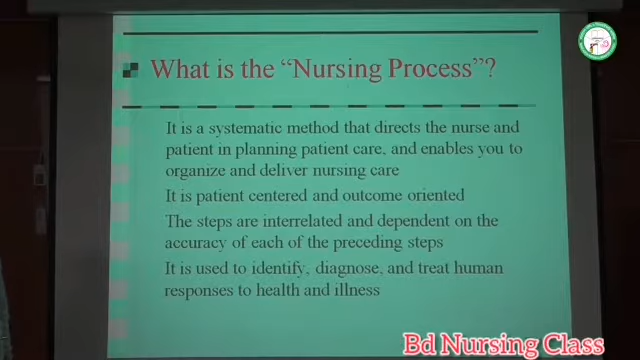 What is the “Nursing Process”?
It is a systematic method that directs the nurse and
patient in planning patient care, and enables you to
organize and deliver nursing care
It is patient centered and outcome oriented
The steps are interrelated and dependent on the
accuracy of each of the preceding steps
It is used to identify, diagnose, and treat human
responses to health and illness
Bd Nursing Class